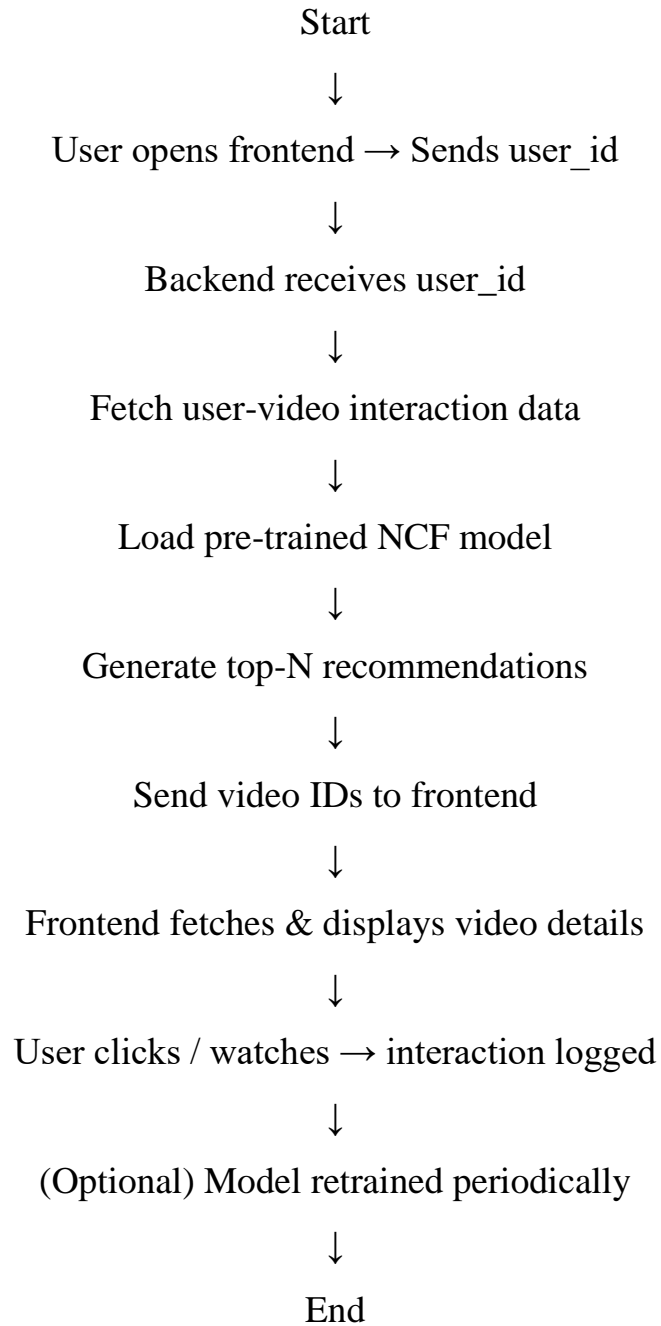 Start
↓
User opens frontend → Sends user_id
↓
Backend receives user_id
↓
Fetch user-video interaction data
↓
Load pre-trained NCF model
↓
Generate top-N recommendations
↓
Send video IDs to frontend
↓
Frontend fetches & displays video details
↓
User clicks / watches → interaction logged
↓
(Optional) Model retrained periodically
↓
End